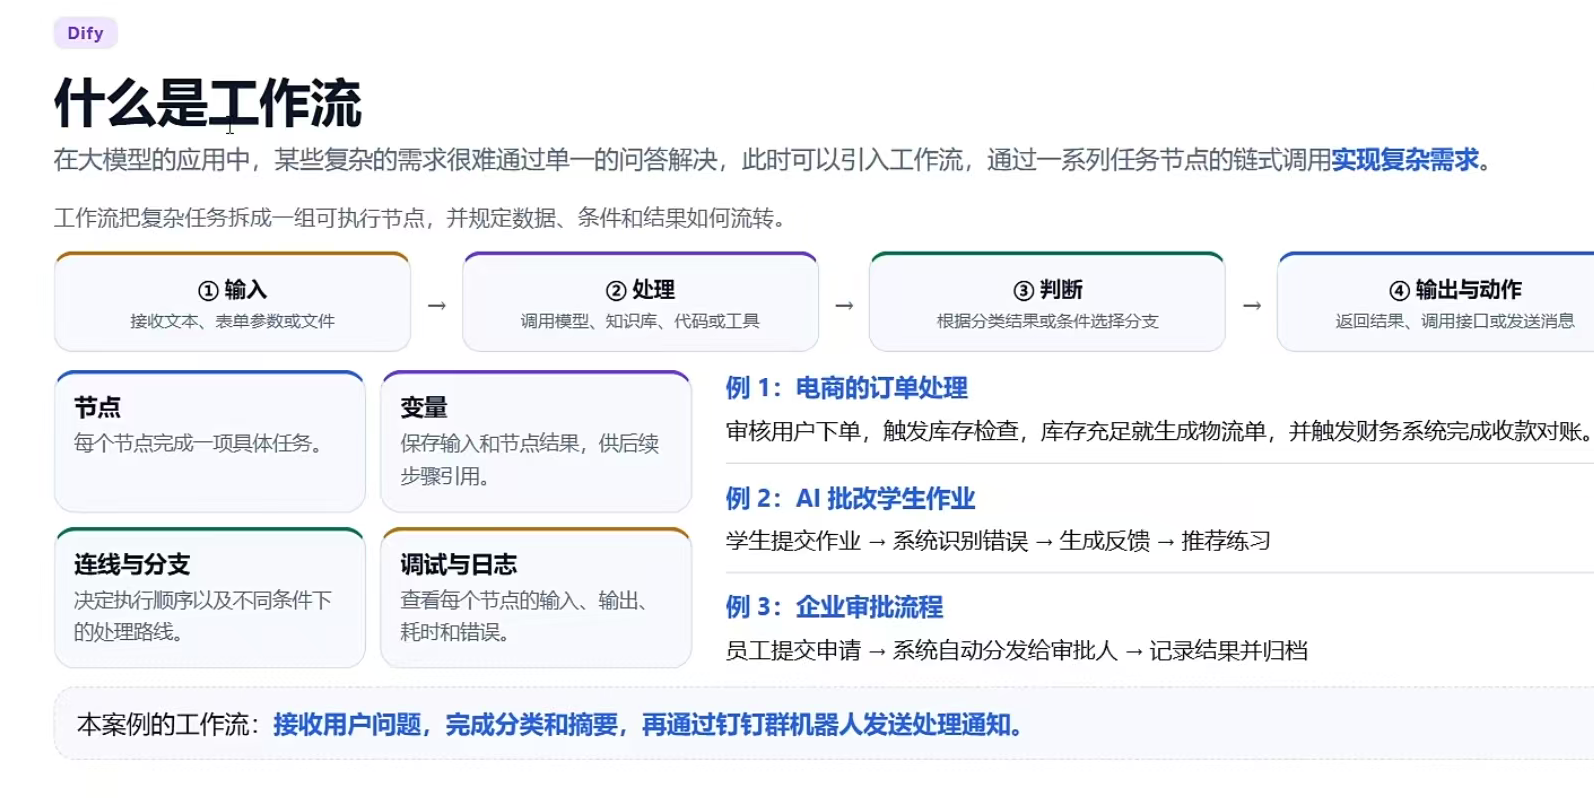 Dify
什么是工作流
在大模型的应用中，某些复杂的需求很难通过单一的问答解决，此时可以引入工作流，通过一系列任务节点的链式调用实现复杂需求。
工作流把复杂任务拆成一组可执行节点，并规定数据、条件和结果如何流转。
① 输入
接收文本、表单参数或文件
→
② 处理
调用模型、知识库、代码或工具
→
③ 判断
根据分类结果或条件选择分支
→
④ 输出与动作
返回结果、调用接口或发送消息
节点
每个节点完成一项具体任务。
变量
保存输入和节点结果，供后续
步骤引用。
连线与分支
决定执行顺序以及不同条件下
的处理路线。
调试与日志
查看每个节点的输入、输出、
耗时和错误。
例 1：电商的订单处理
审核用户下单，触发库存检查，库存充足就生成物流单，并触发财务系统完成收款对账。
例 2：AI 批改学生作业
学生提交作业 → 系统识别错误 → 生成反馈 → 推荐练习
例 3：企业审批流程
员工提交申请 → 系统自动分发给审批人 → 记录结果并归档
本案例的工作流：接收用户问题，完成分类和摘要，再通过钉钉群机器人发送处理通知。